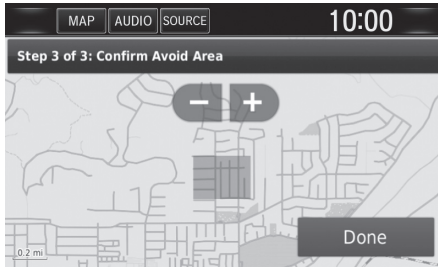 MAP AUDIO SOURCE 10:00
Step 3 of 3: Confirm Avoid Area
− +
Done
0.2 mi